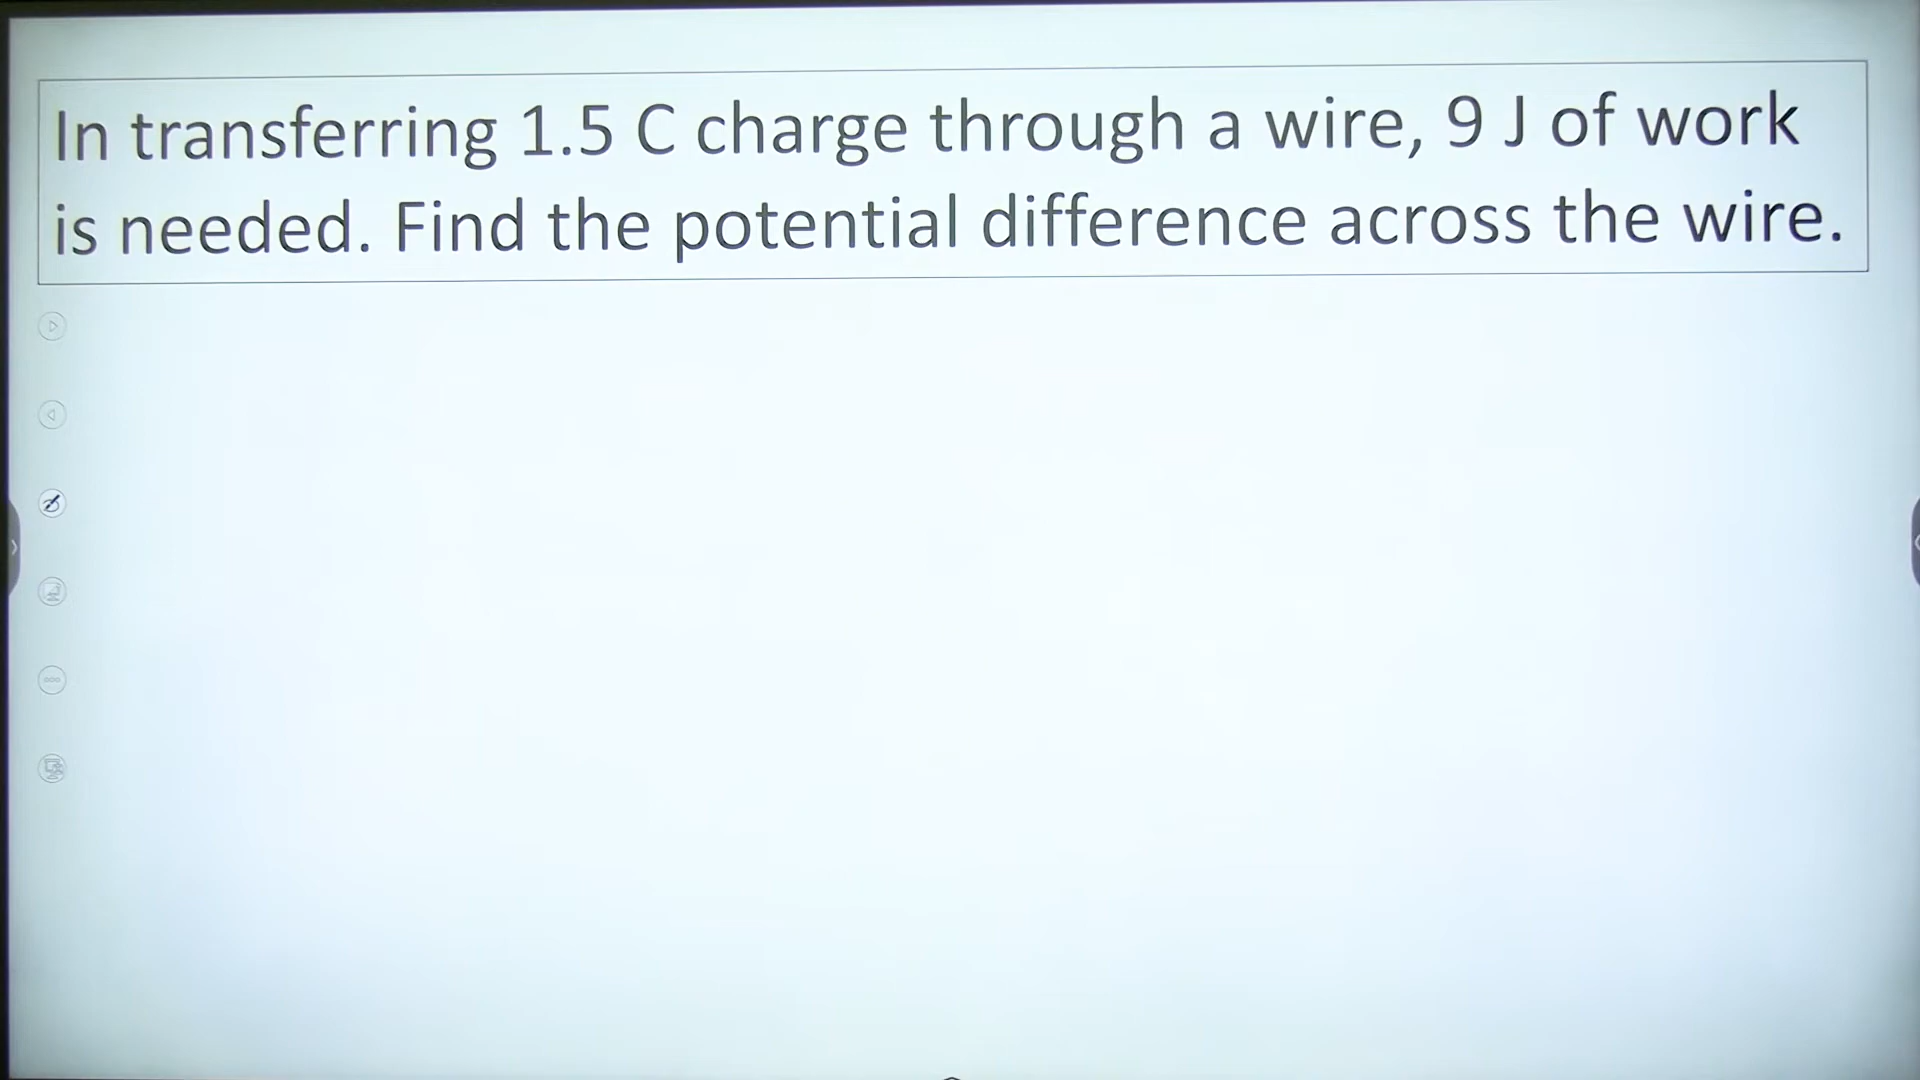 In transferring 1.5 C charge through a wire, 9 J of work
is needed. Find the potential difference across the wire.